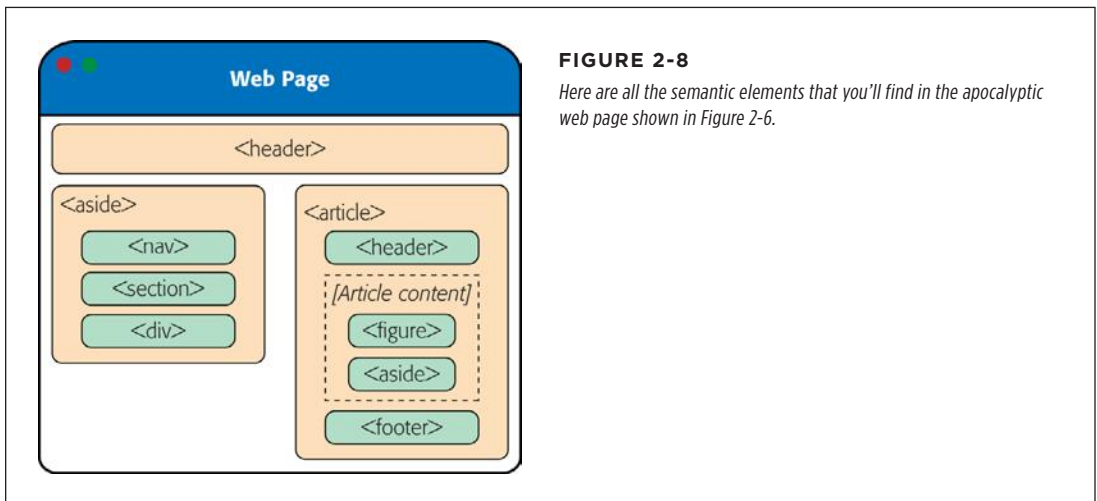 Web Page
<header>
<aside>
<nav>
<section>
<div>
<article>
<header>
[Article content]
<figure>
<aside>
<footer>
FIGURE 2-8
Here are all the semantic elements that you’ll find in the apocalyptic
web page shown in Figure 2-6.